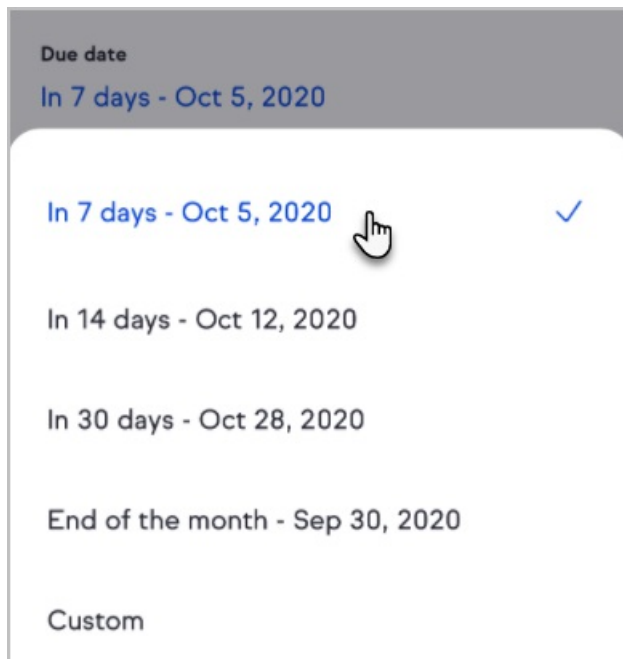 Due date
In 7 days - Oct 5, 2020
In 7 days - Oct 5, 2020
In 14 days - Oct 12, 2020
In 30 days - Oct 28, 2020
End of the month - Sep 30, 2020
Custom